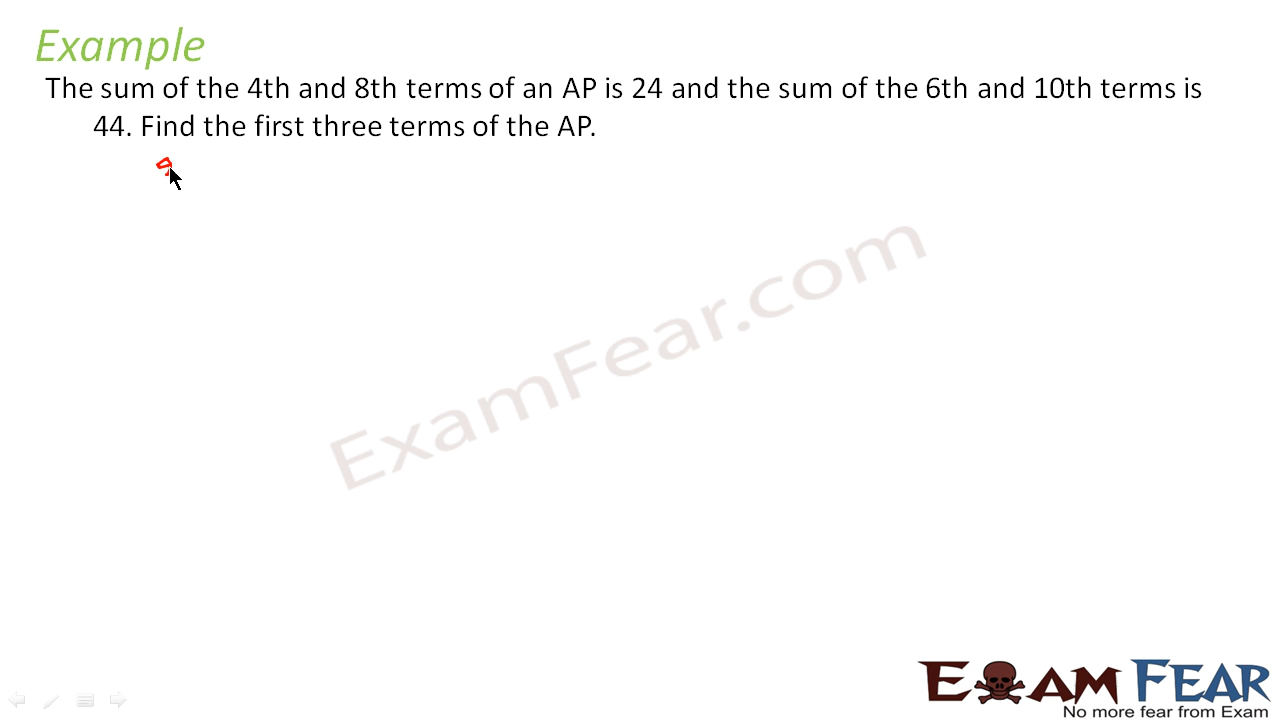 Example
The sum of the 4th and 8th terms of an AP is 24 and the sum of the 6th and 10th terms is
44. Find the first three terms of the AP.
ExamFear.com
EXAM FEAR
No more fear from Exam